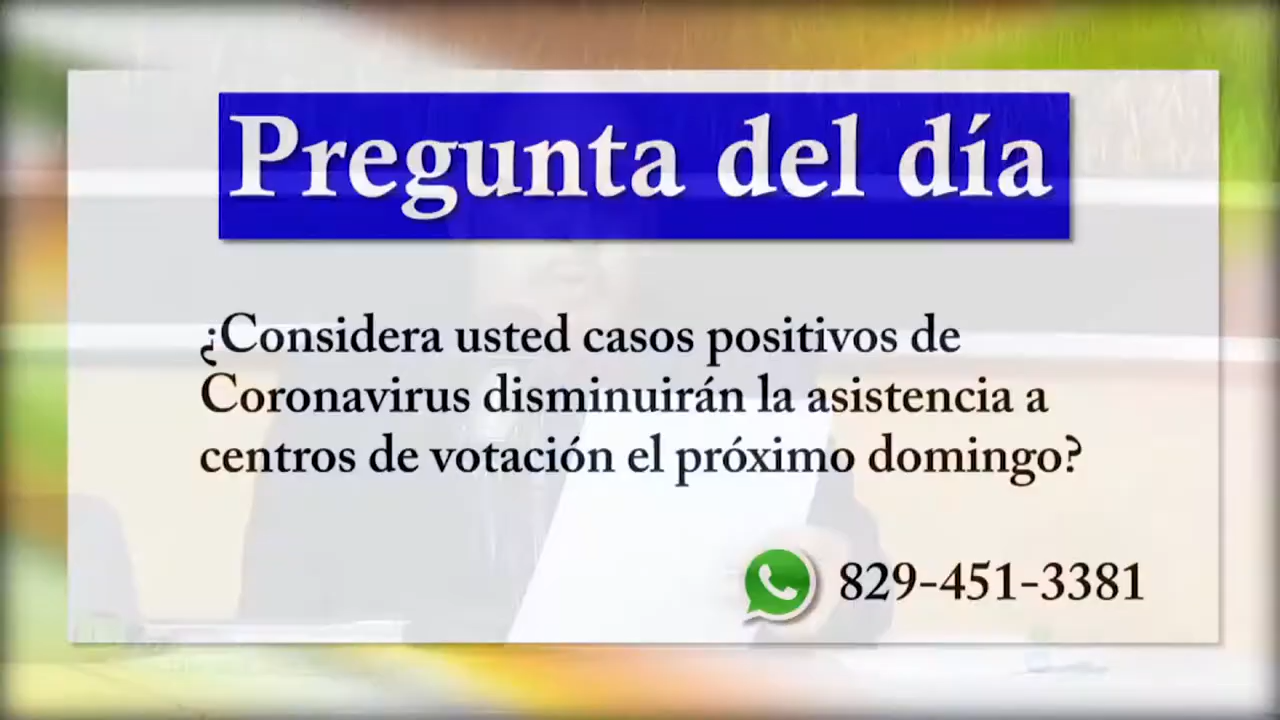 Pregunta del día
¿Considera usted casos positivos de
Coronavirus disminuirán la asistencia a
centros de votación el próximo domingo?
829-451-3381